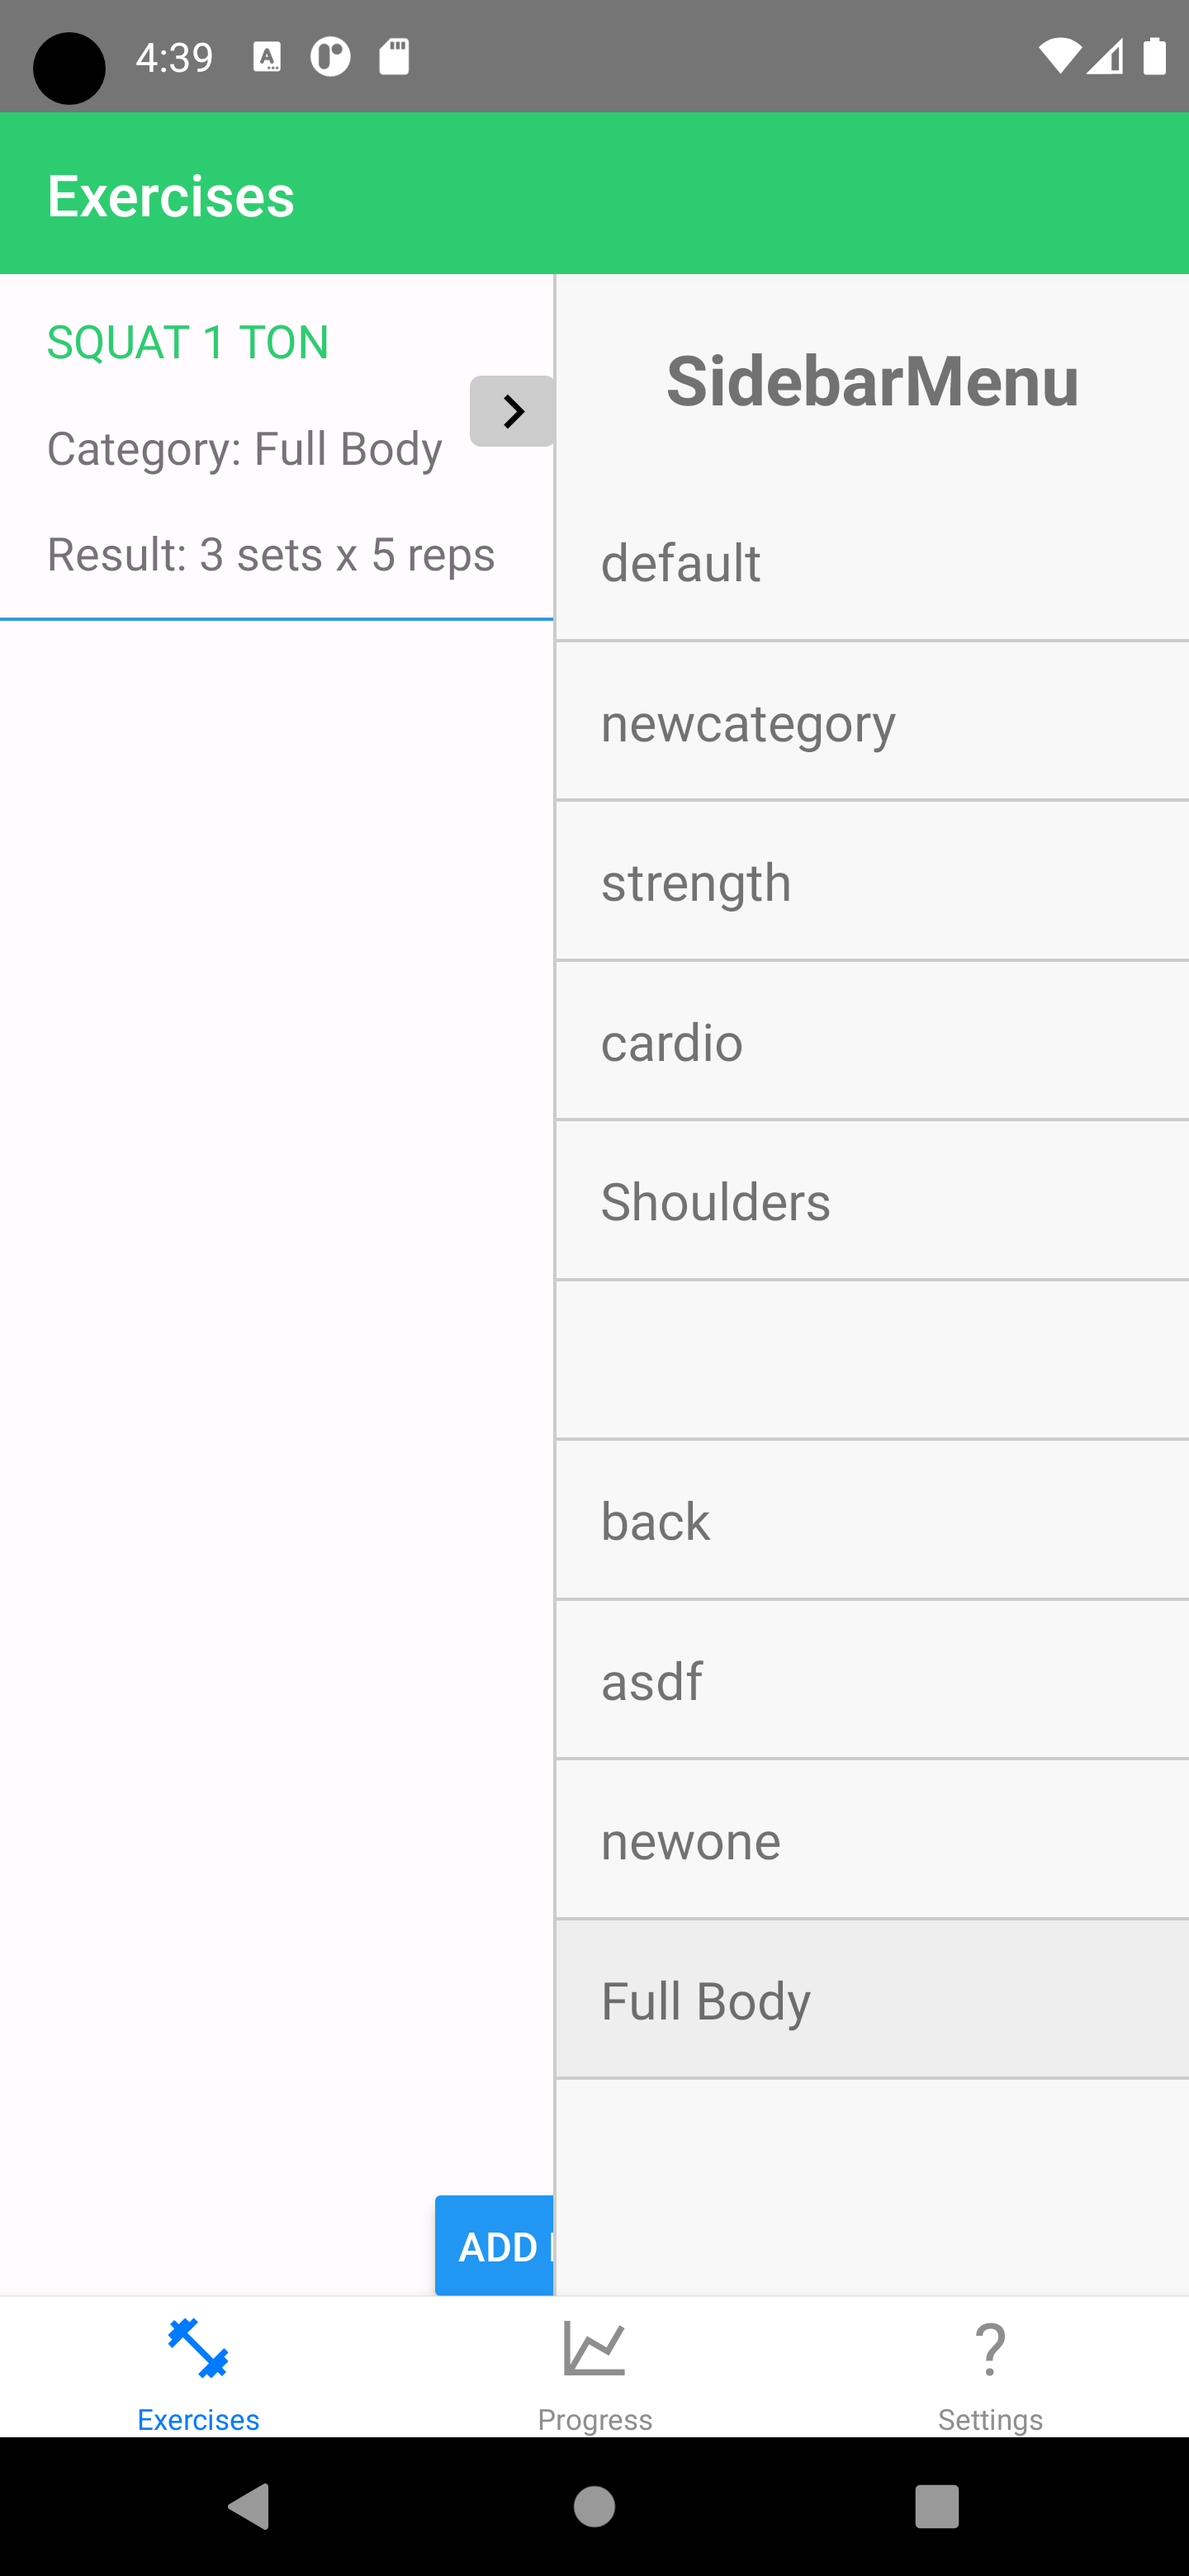 4:39
Exercises
SQUAT 1 TON
Category: Full Body
Result: 3 sets x 5 reps
SidebarMenu
default
newcategory
strength
cardio
Shoulders
back
asdf
newone
Full Body
ADD
Exercises
Progress
Settings